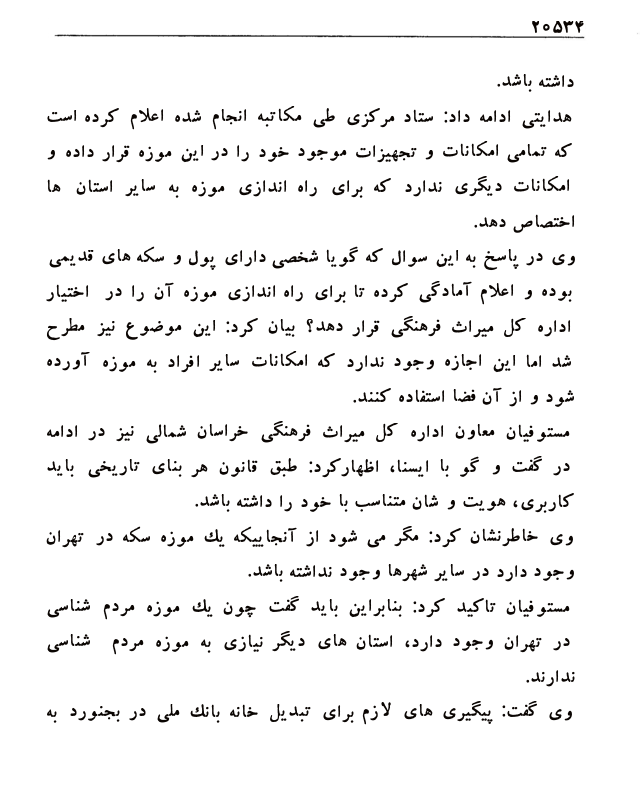 ۲۰۵۳۴
داشته باشد.
هدایتی ادامه داد: ستاد مرکزی طی مکاتبه انجام شده اعلام کرده است
که تمامی امکانات و تجهیزات موجود خود را در این موزه قرار داده و
امکانات دیگری ندارد که برای راه اندازی موزه به سایر استان ها
اختصاص دهد.
وی در پاسخ به این سوال که گویا شخصی دارای پول و سکه های قدیمی
بوده و اعلام آمادگی کرده تا برای راه اندازی موزه آن را در اختیار
اداره کل میراث فرهنگی قرار دهد؟ بیان کرد: این موضوع نیز مطرح
شد اما این اجازه وجود ندارد که امکانات سایر افراد به موزه آورده
شود و از آن فضا استفاده کنند.
مستوفیان معاون اداره کل میراث فرهنگی خراسان شمالی نیز در ادامه
در گفت و گو با ایسنا، اظهارکرد: طبق قانون هر بنای تاریخی باید
کاربری، هویت و شان متناسب با خود را داشته باشد.
وی خاطرنشان کرد: مگر می شود از آنجاییکه یك موزه سکه در تهران
وجود دارد در سایر شهرها وجود نداشته باشد.
مستوفیان تاکید کرد: بنابراین باید گفت چون یك موزه مردم شناسی
در تهران وجود دارد، استان های دیگر نیازی به موزه مردم شناسی
ندارند.
وی گفت: پیگیری های لازم برای تبدیل خانه بانك ملی در بجنورد به